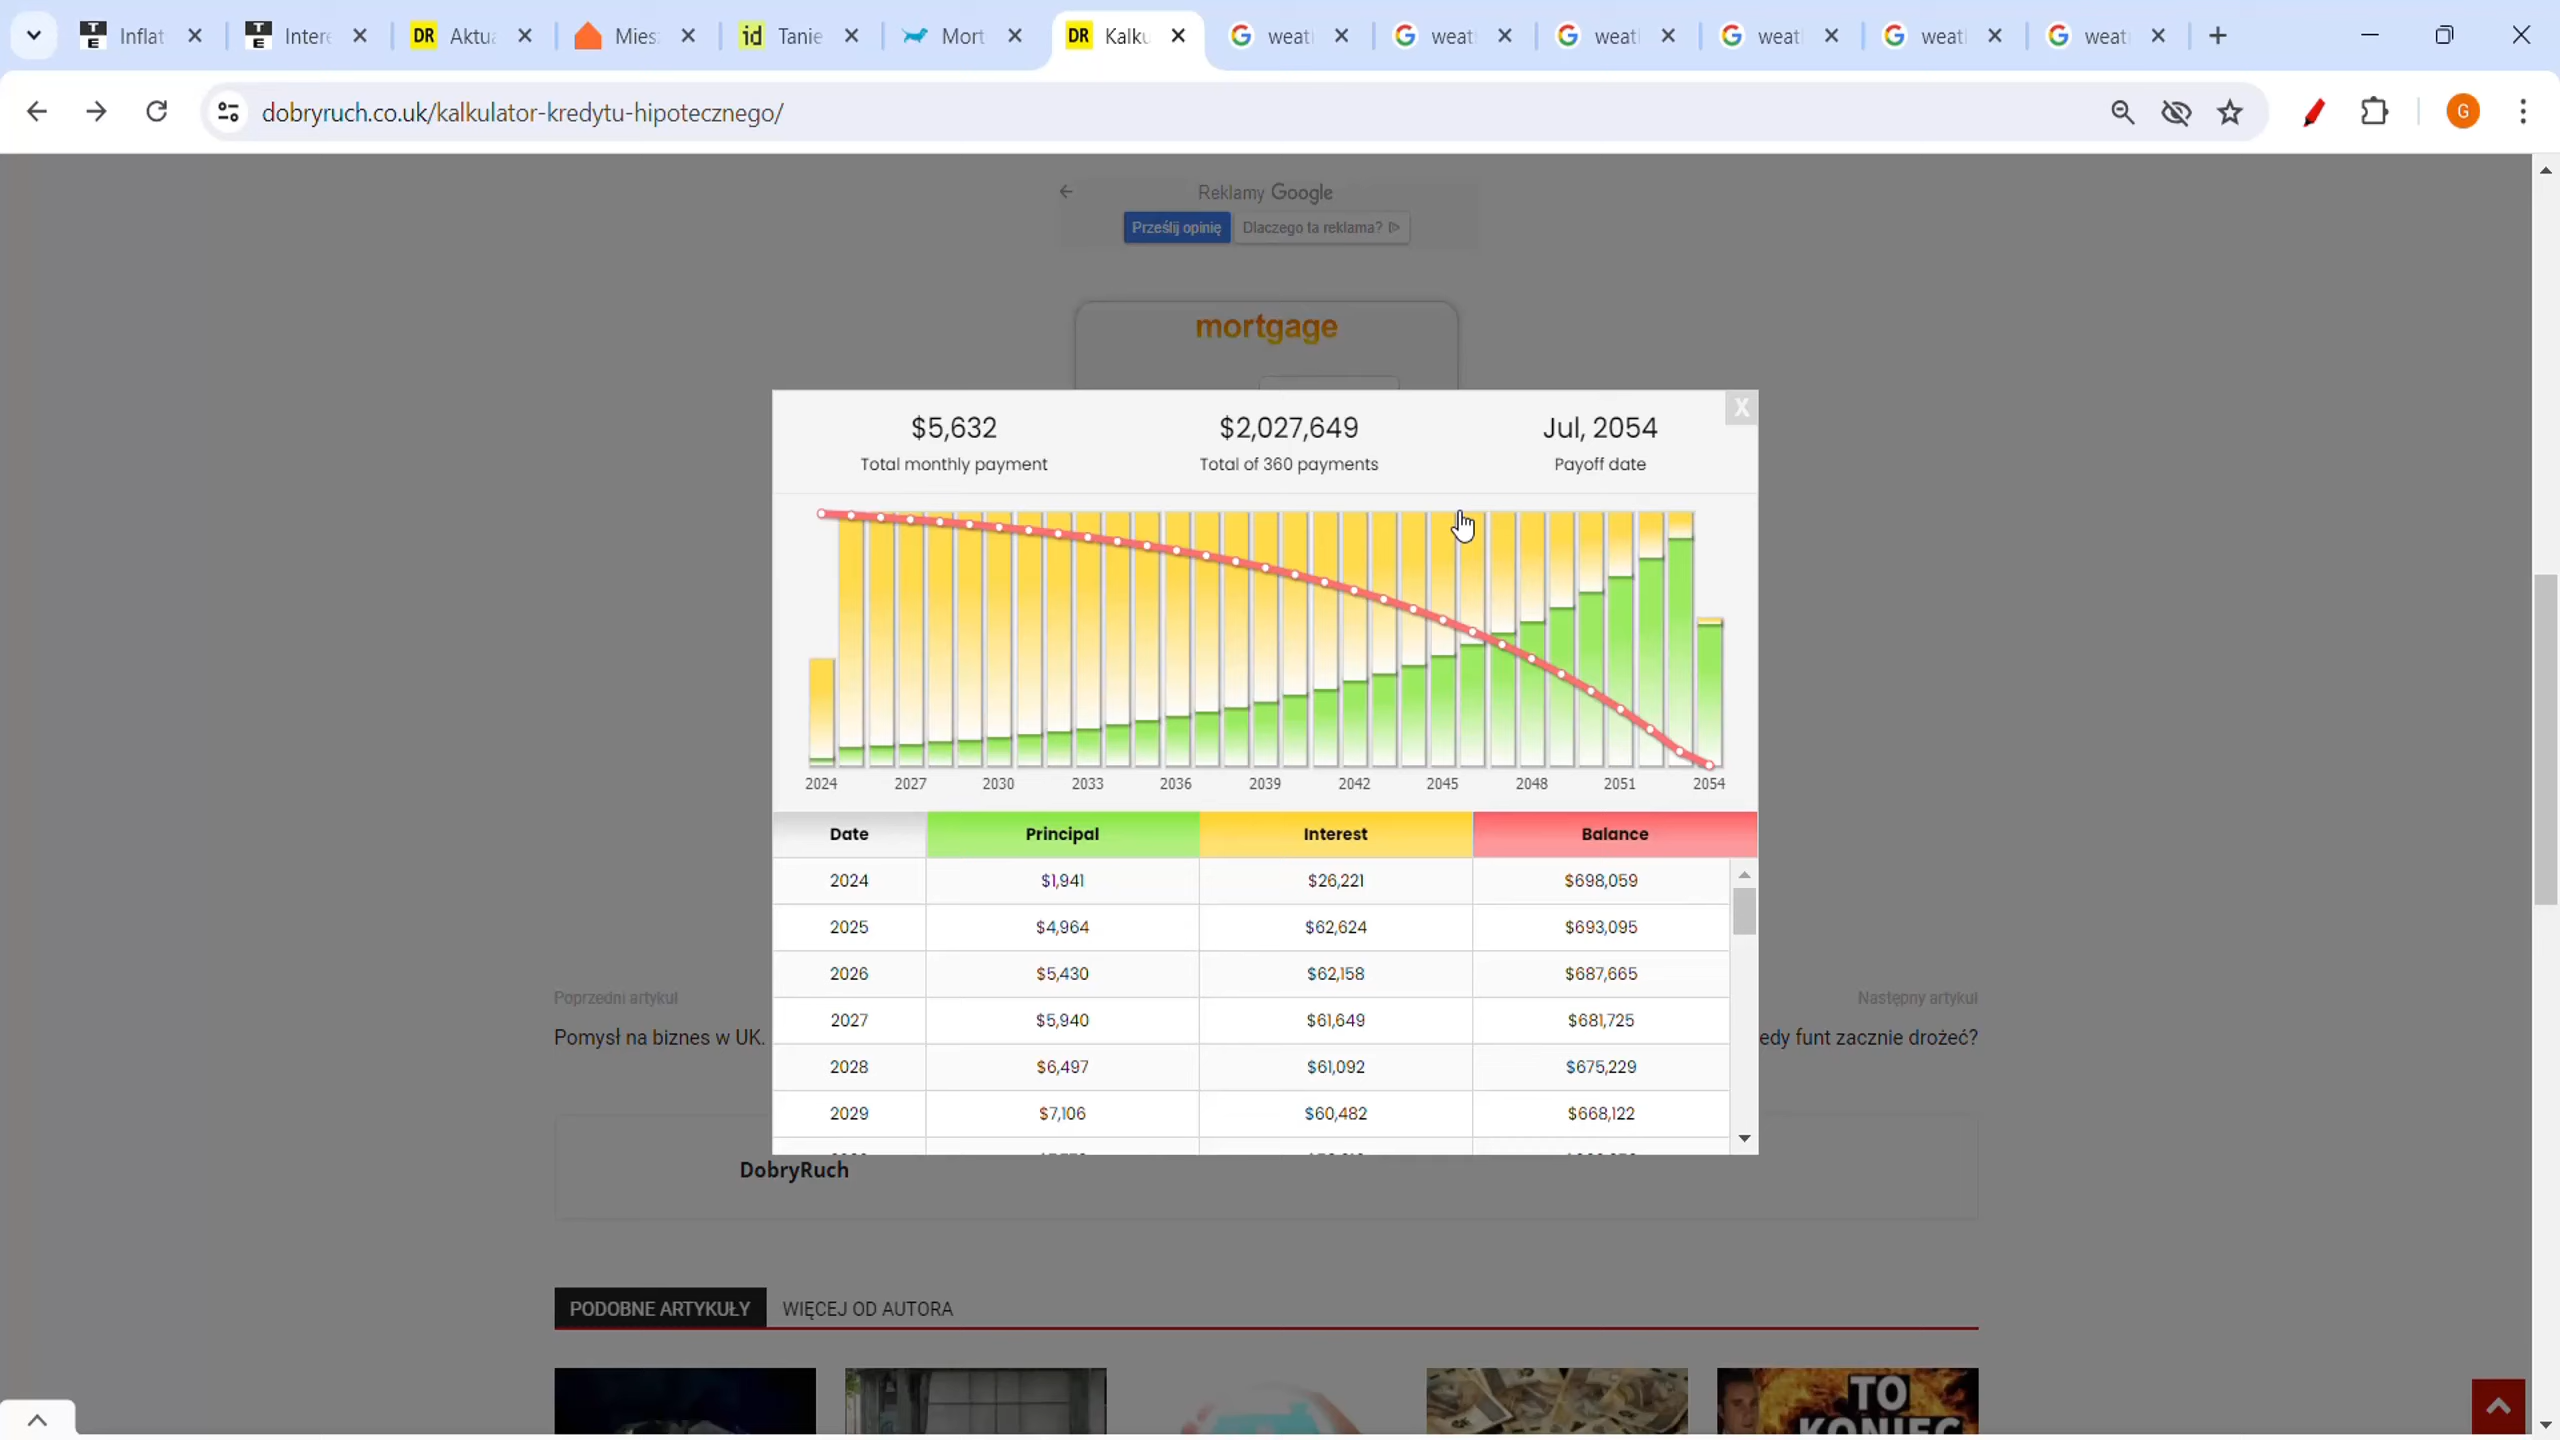 Inflat
Inter
Aktua
Mies
id Tanie
Mort
DR Kalku
weat
weat
weat
weat
weat
weat
dobryruch.co.uk/kalkulator-kredytu-hipotecznego/
G
Reklamy Google
Prześlij opinię
Dlaczego ta reklama?
mortgage
X
$5,632 $2,027,649 Jul, 2054
Total monthly payment Total of 360 payments Payoff date
2024 2027 2030 2033 2036 2039 2042 2045 2048 2051 2054
Date Principal Interest Balance
2024 $1,941 $26,221 $698,059
2025 $4,964 $62,624 $693,095
2026 $5,430 $62,158 $687,665
2027 $5,940 $61,649 $681,725
2028 $6,497 $61,092 $675,229
2029 $7,106 $60,482 $668,122
Poprzedni artykuł Następny artykuł
Pomysł na biznes w UK. edy funt zacznie drożeć?
DobryRuch
PODOBNE ARTYKUŁY WIĘCEJ OD AUTORA
TO
KONIEC